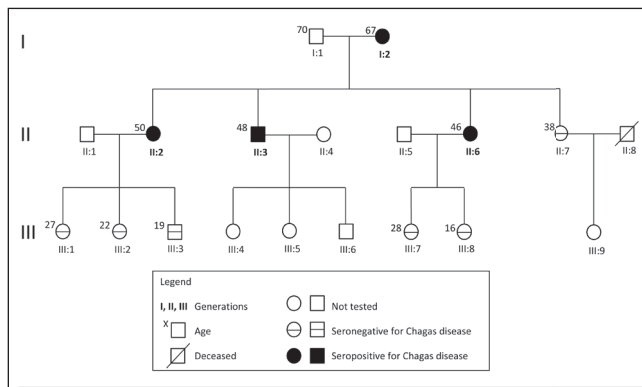 I
70
67
I:1
I:2
II
50
48
46
38
II:1
II:2
II:3
II:4
II:5
II:6
II:7
II:8
III
27
22
19
28
16
III:1
III:2
III:3
III:4
III:5
III:6
III:7
III:8
III:9
Legend
I, II, III Generations
Not tested
X Age
Seronegative for Chagas disease
Deceased
Seropositive for Chagas disease